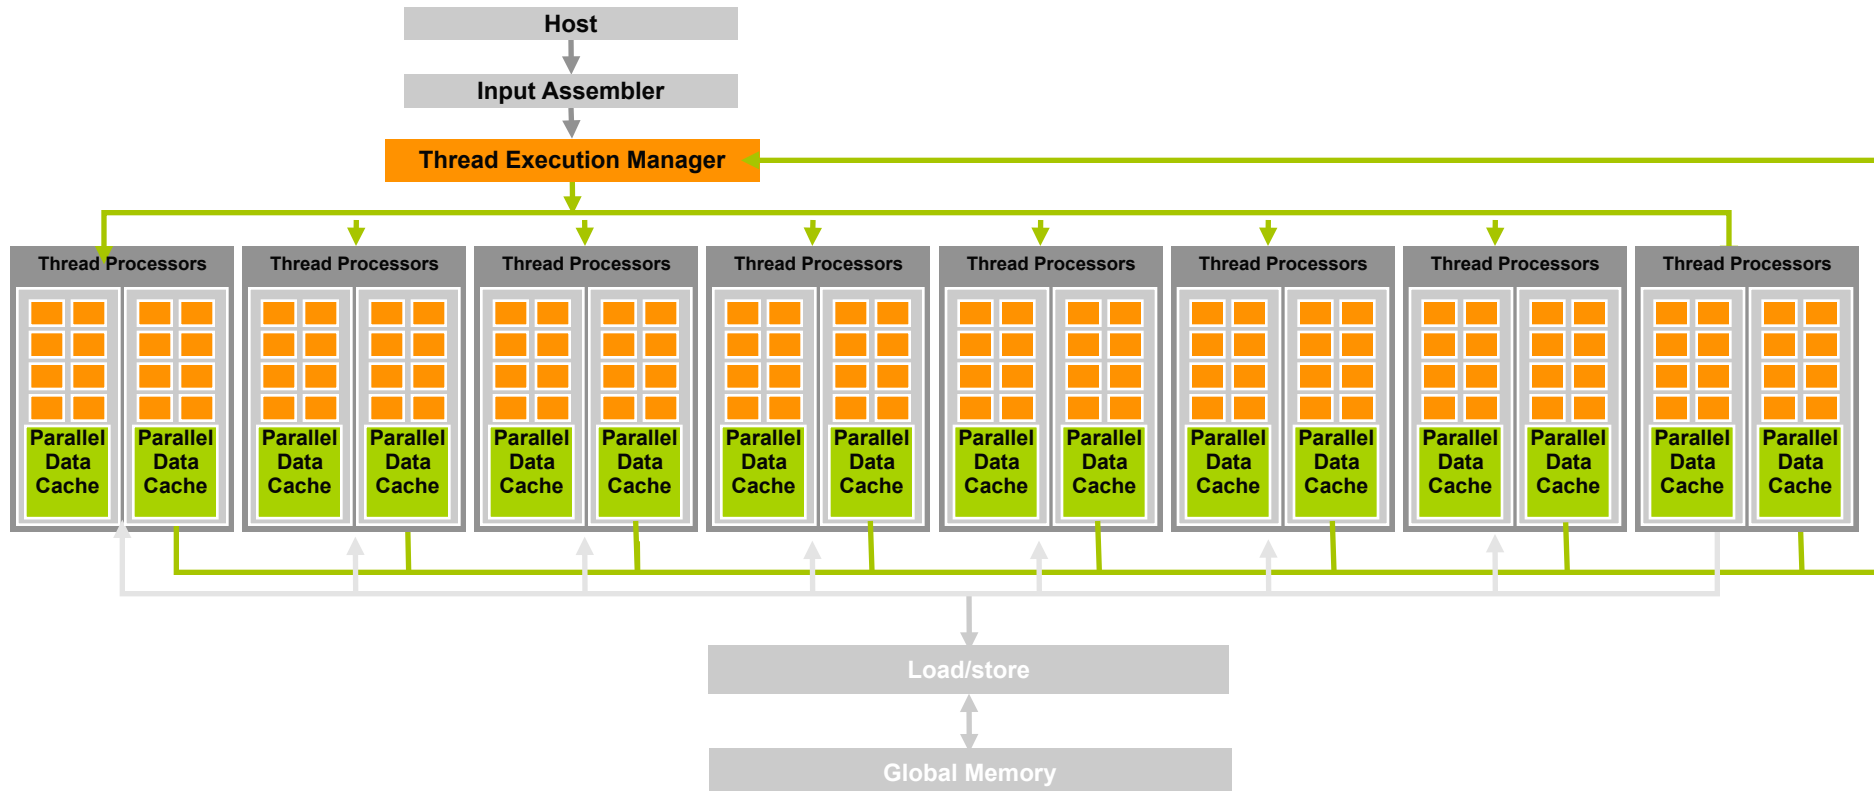 Host
Input Assembler
Thread Execution Manager
Thread Processors
Thread Processors
Thread Processors
Thread Processors
Thread Processors
Thread Processors
Thread Processors
Thread Processors
Parallel
Data
Cache
Parallel
Data
Cache
Parallel
Data
Cache
Parallel
Data
Cache
Parallel
Data
Cache
Parallel
Data
Cache
Parallel
Data
Cache
Parallel
Data
Cache
Parallel
Data
Cache
Parallel
Data
Cache
Parallel
Data
Cache
Parallel
Data
Cache
Parallel
Data
Cache
Parallel
Data
Cache
Parallel
Data
Cache
Parallel
Data
Cache
Load/store
Global Memory